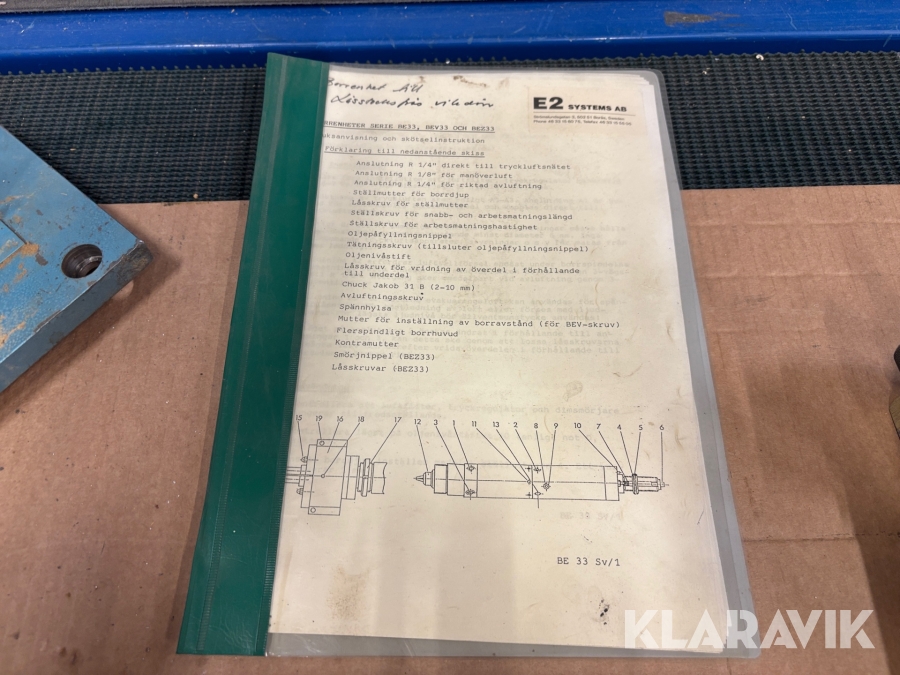 Borrenhet till
E2 SYSTEMS AB
RENHETER SERIE BE33, BEV33 OCH BEZ33
uksanvisning och skötselinstruktion
Förklaring till nedanstående skiss
Anslutning R 1/4" direkt till tryckluftsnätet
Anslutning R 1/8" för manöverluft
Anslutning R 1/4" för riktad avluftning
Ställmutter för borrdjup
Låsskruv för ställmutter
Ställskruv för snabb- och arbetsmatningslängd
Ställskruv för arbetsmatningshastighet
Oljepåfyllningsnippel
Tätningsskruv (tillsluter oljepåfyllningsnippel)
Oljenivåstift
Låsskruv för vridning av överdel i förhållande
till underdel
Chuck Jakob 31 B (2-10 mm)
Avluftningsskruv
Spännhylsa
Mutter för inställning av borravstånd (för BEV-skruv)
Flerspindligt borrhuvud
Kontramutter
Smörjnippel (BEZ33)
Låsskruvar (BEZ33)
15 19 16 18 17 12 3 1 11 13 2 8 9 10 7 4 5 6
BE 33 Sv/1
KLARAVIK